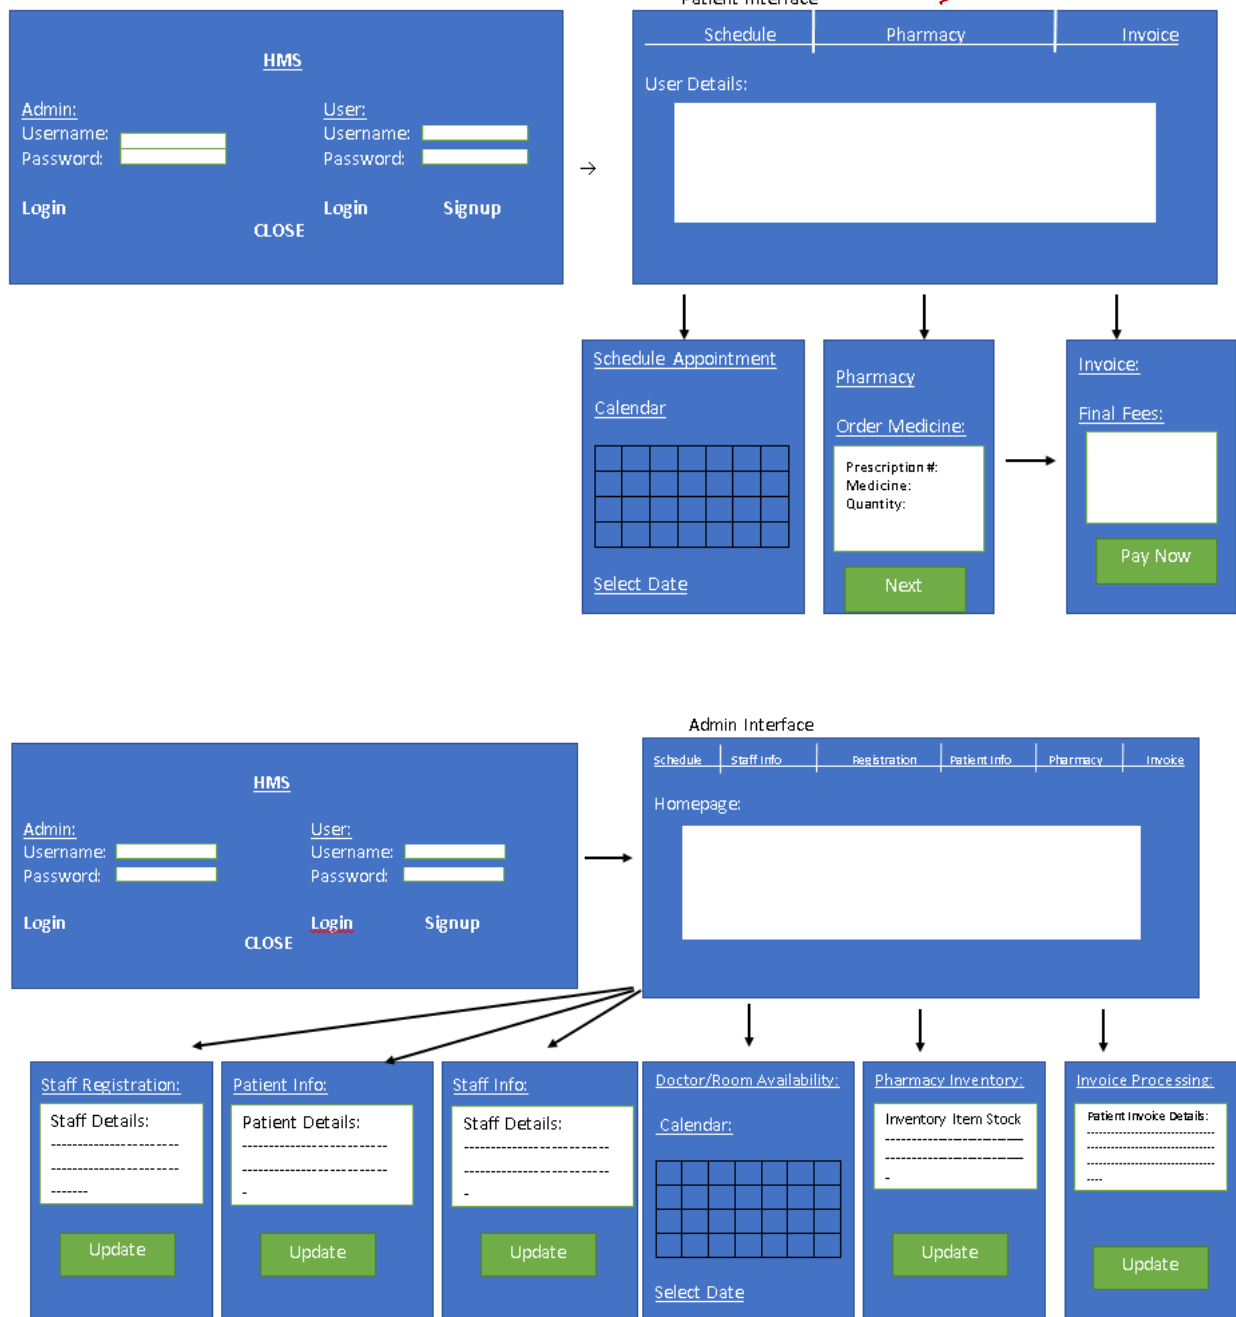 Patient Interface
HMS
Admin:
Username:
Password:
Login
User:
Username:
Password:
Login Signup
CLOSE
→
Schedule Pharmacy Invoice
User Details:
Schedule Appointment
Calendar
Select Date
Pharmacy
Order Medicine:
Prescription #:
Medicine:
Quantity:
Next
Invoice:
Final Fees:
Pay Now
Admin Interface
HMS
Admin:
Username:
Password:
Login
User:
Username:
Password:
Login Signup
CLOSE
Schedule Staff Info Registration Patient Info Pharmacy Invoice
Homepage:
Staff Registration:
Staff Details:
-----------------------
-----------------------
-------
Update
Patient Info:
Patient Details:
--------------------------
--------------------------
-
Update
Staff Info:
Staff Details:
--------------------------
--------------------------
-
Update
Doctor/Room Availability:
Calendar:
Select Date
Pharmacy Inventory:
Inventory Item Stock
-------------------------------
-------------------------------
-
Update
Invoice Processing:
Patient Invoice Details:
--------------------------------
--------------------------------
--------------------------------
----
Update